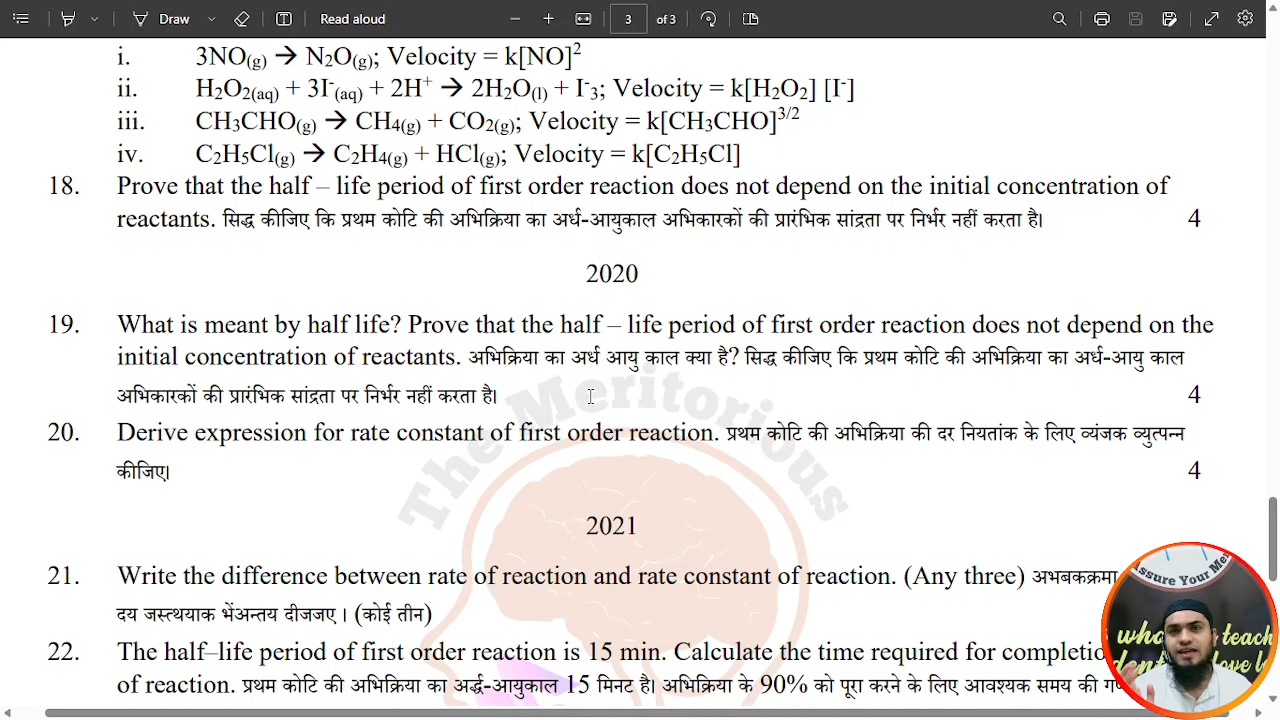 Draw Read aloud 3 of 3
i. 3NO(g) → N2O(g); Velocity = k[NO]2
ii. H2O2(aq) + 3I-(aq) + 2H+ → 2H2O(l) + I-3; Velocity = k[H2O2] [I-]
iii. CH3CHO(g) → CH4(g) + CO2(g); Velocity = k[CH3CHO]3/2
iv. C2H5Cl(g) → C2H4(g) + HCl(g); Velocity = k[C2H5Cl]
18. Prove that the half – life period of first order reaction does not depend on the initial concentration of
reactants. सिद्ध कीजिए कि प्रथम कोटि की अभिक्रिया का अर्ध-आयुकाल अभिकारकों की प्रारंभिक सांद्रता पर निर्भर नहीं करता है। 4
2020
19. What is meant by half life? Prove that the half – life period of first order reaction does not depend on the
initial concentration of reactants. अभिक्रिया का अर्ध आयु काल क्या है? सिद्ध कीजिए कि प्रथम कोटि की अभिक्रिया का अर्ध-आयु काल
अभिकारकों की प्रारंभिक सांद्रता पर निर्भर नहीं करता है। 4
20. Derive expression for rate constant of first order reaction. प्रथम कोटि की अभिक्रिया की दर नियतांक के लिए व्यंजक व्युत्पन्न
कीजिए। 4
The Meritorious
2021
21. Write the difference between rate of reaction and rate constant of reaction. (Any three) अभवकक्रमा
दय जस्त्थयाक भेंअन्तय दीजजए । (कोई तीन)
22. The half–life period of first order reaction is 15 min. Calculate the time required for completio
of reaction. प्रथम कोटि की अभिक्रिया का अर्द्ध-आयुकाल 15 मिनट है। अभिक्रिया के 90% को पूरा करने के लिए आवश्यक समय की
Assure Your
teach